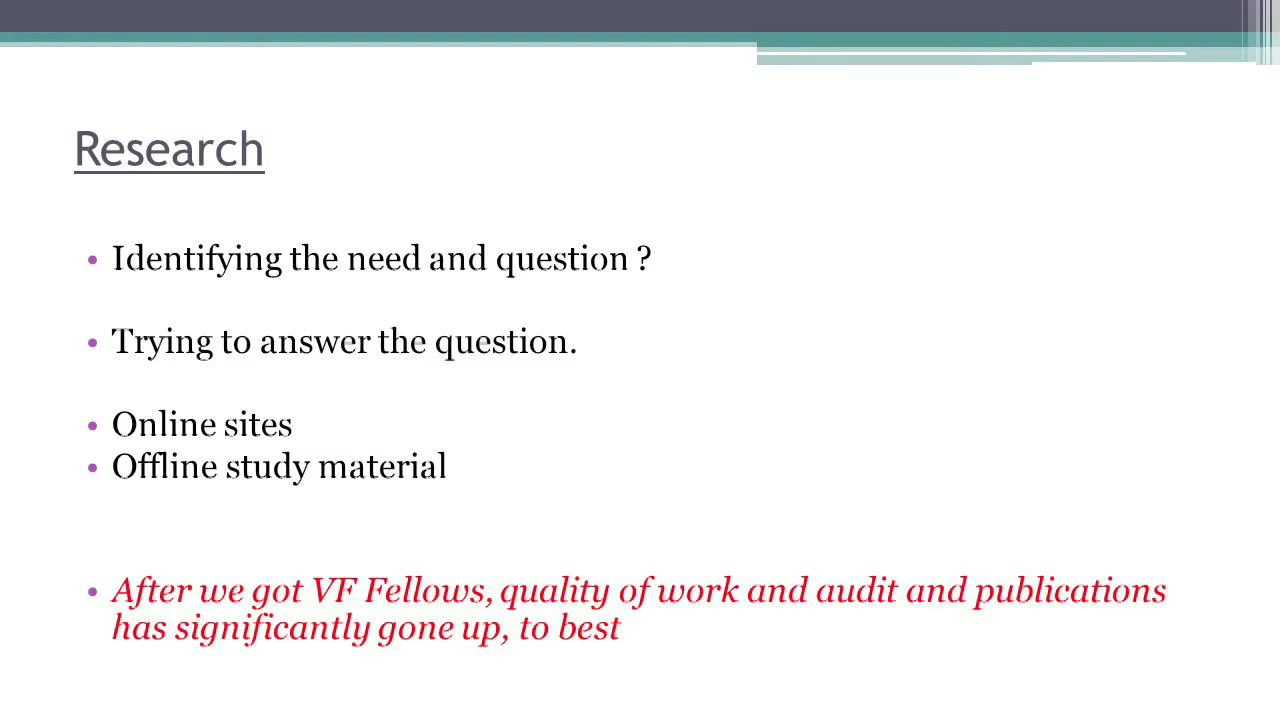 Research
• Identifying the need and question ?
• Trying to answer the question.
• Online sites
• Offline study material
• After we got VF Fellows, quality of work and audit and publications
has significantly gone up, to best